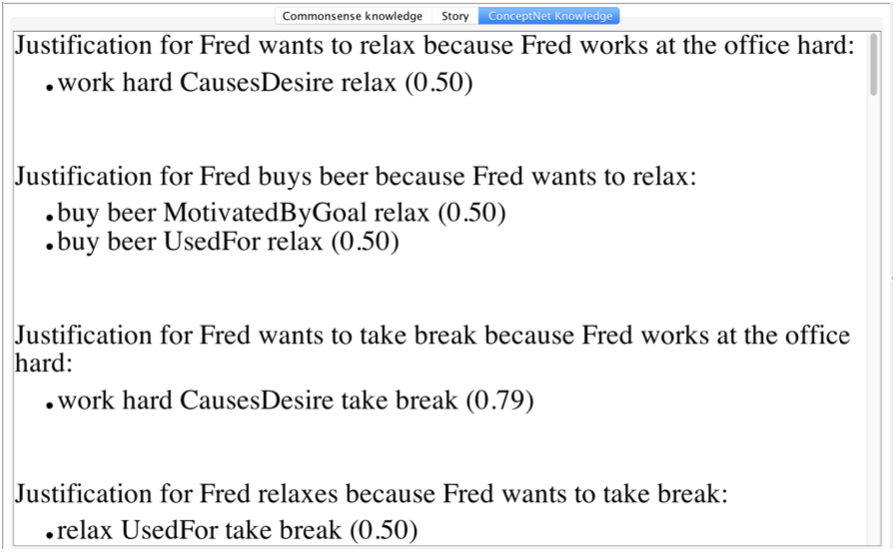 Commonsense knowledge Story ConceptNet Knowledge
Justification for Fred wants to relax because Fred works at the office hard:
•work hard CausesDesire relax (0.50)
Justification for Fred buys beer because Fred wants to relax:
•buy beer MotivatedByGoal relax (0.50)
•buy beer UsedFor relax (0.50)
Justification for Fred wants to take break because Fred works at the office
hard:
•work hard CausesDesire take break (0.79)
Justification for Fred relaxes because Fred wants to take break:
•relax UsedFor take break (0.50)